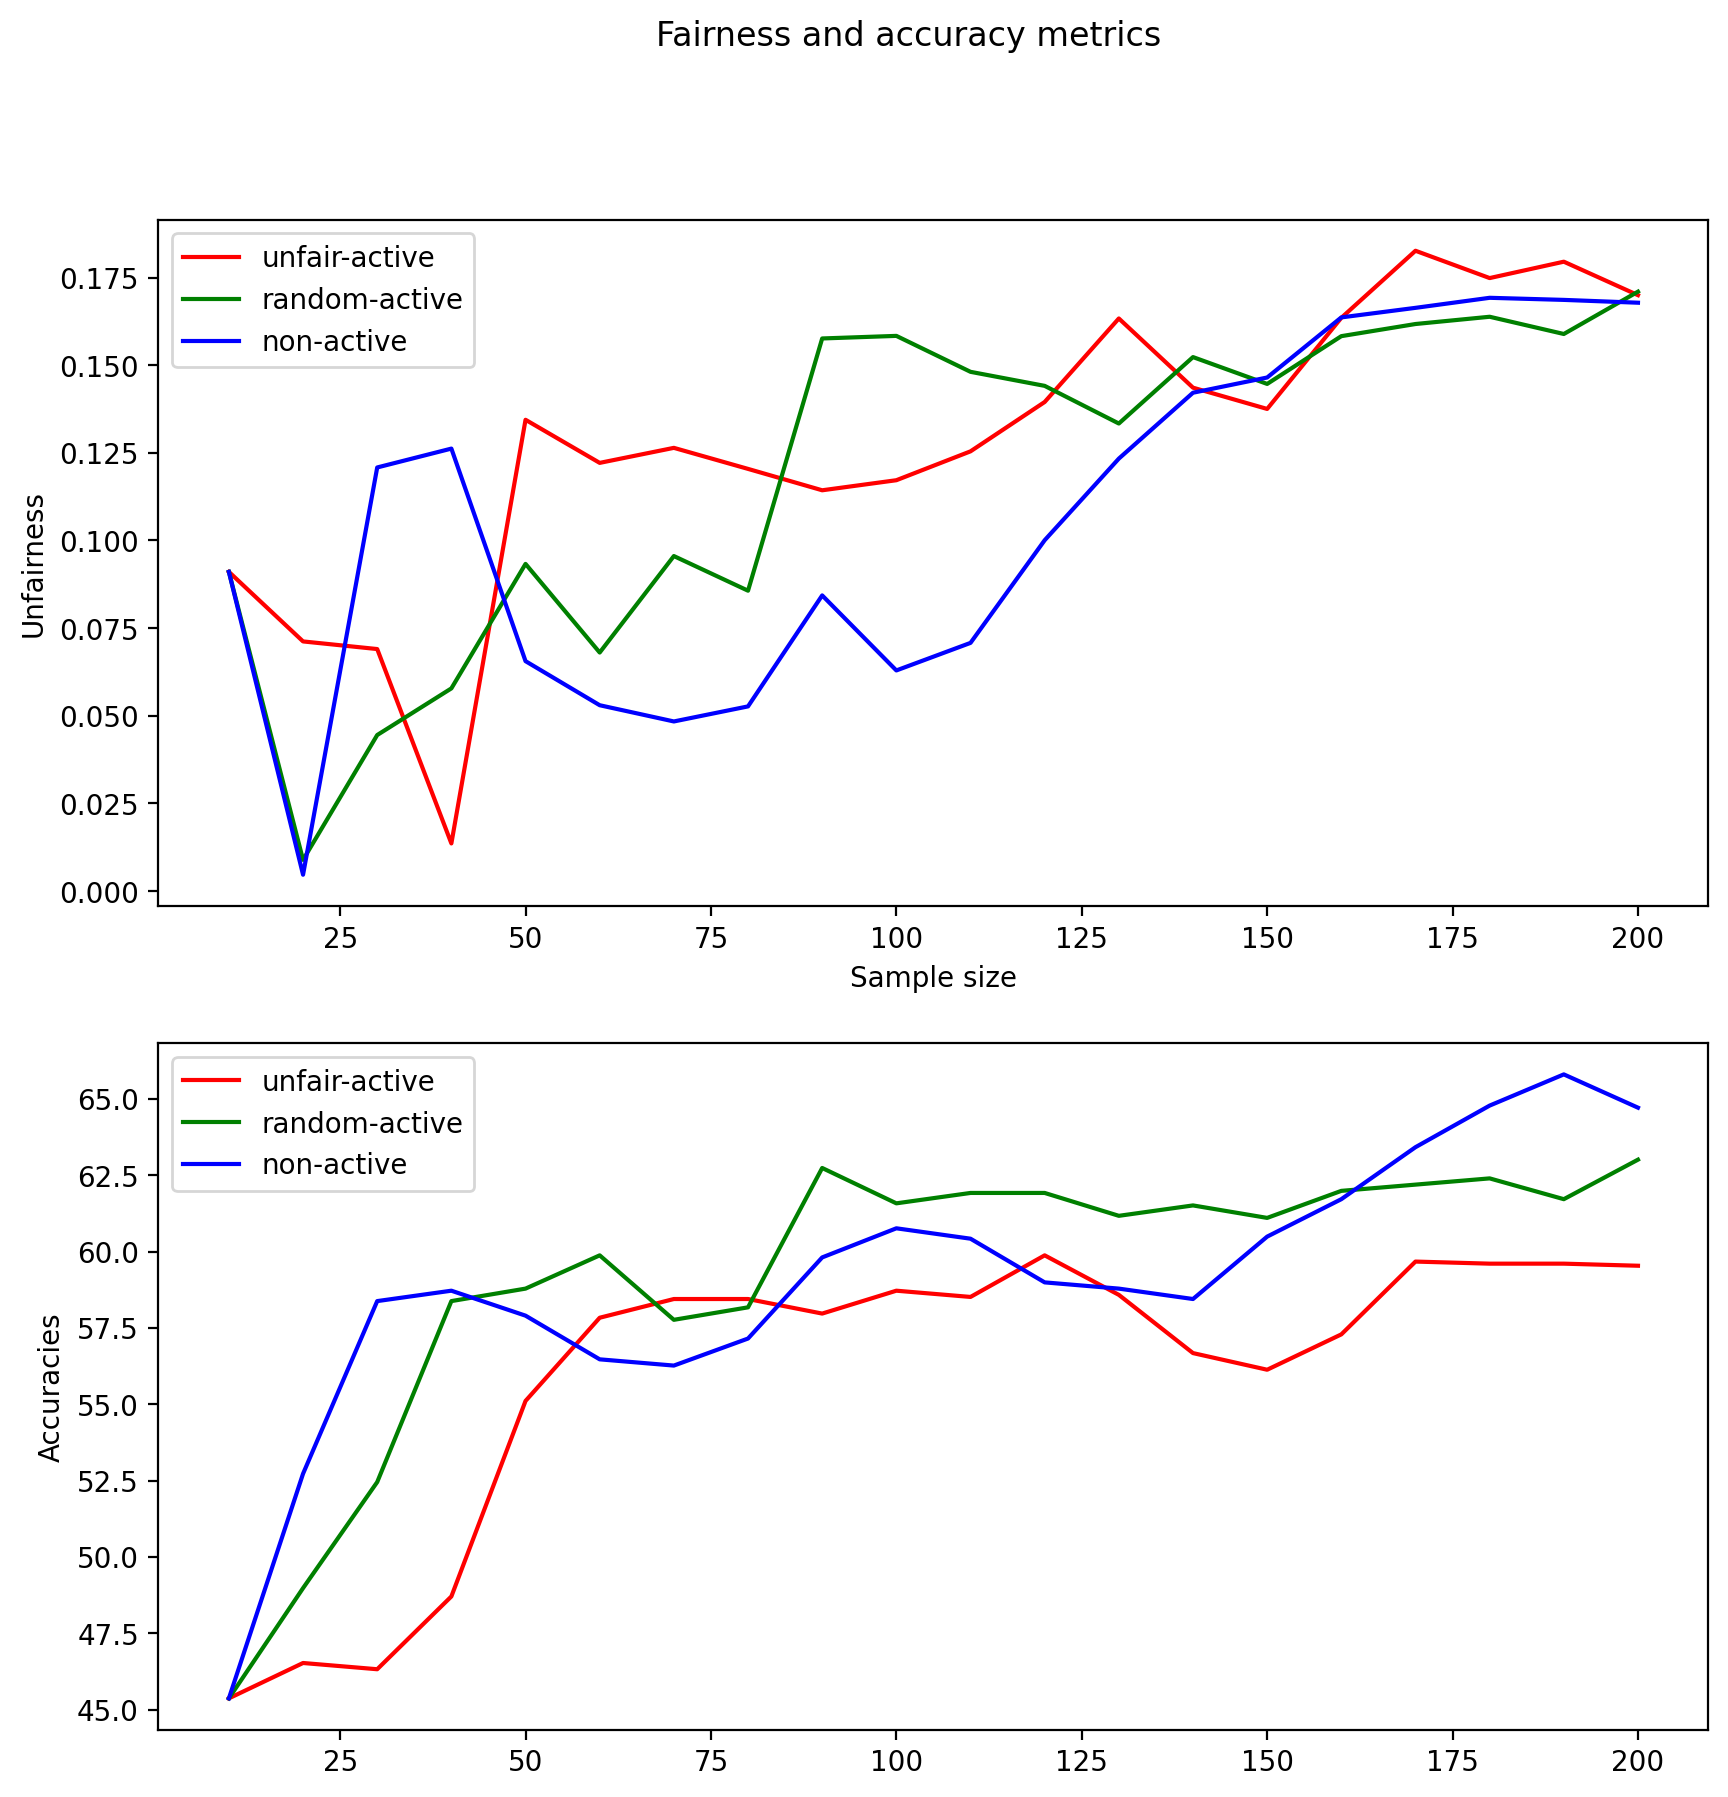 Fairness and accuracy metrics
unfair-active
random-active
non-active
0.175
0.150
0.125
0.100
0.075
0.050
0.025
0.000
Unfairness
25 50 75 100 125 150 175 200
Sample size
unfair-active
random-active
non-active
65.0
62.5
60.0
57.5
55.0
52.5
50.0
47.5
45.0
Accuracies
25 50 75 100 125 150 175 200